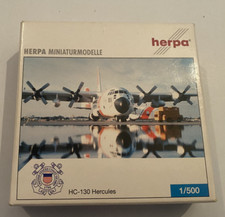 HERPA MINIATURMODELLE
herpa
HC-130 Hercules
1/500